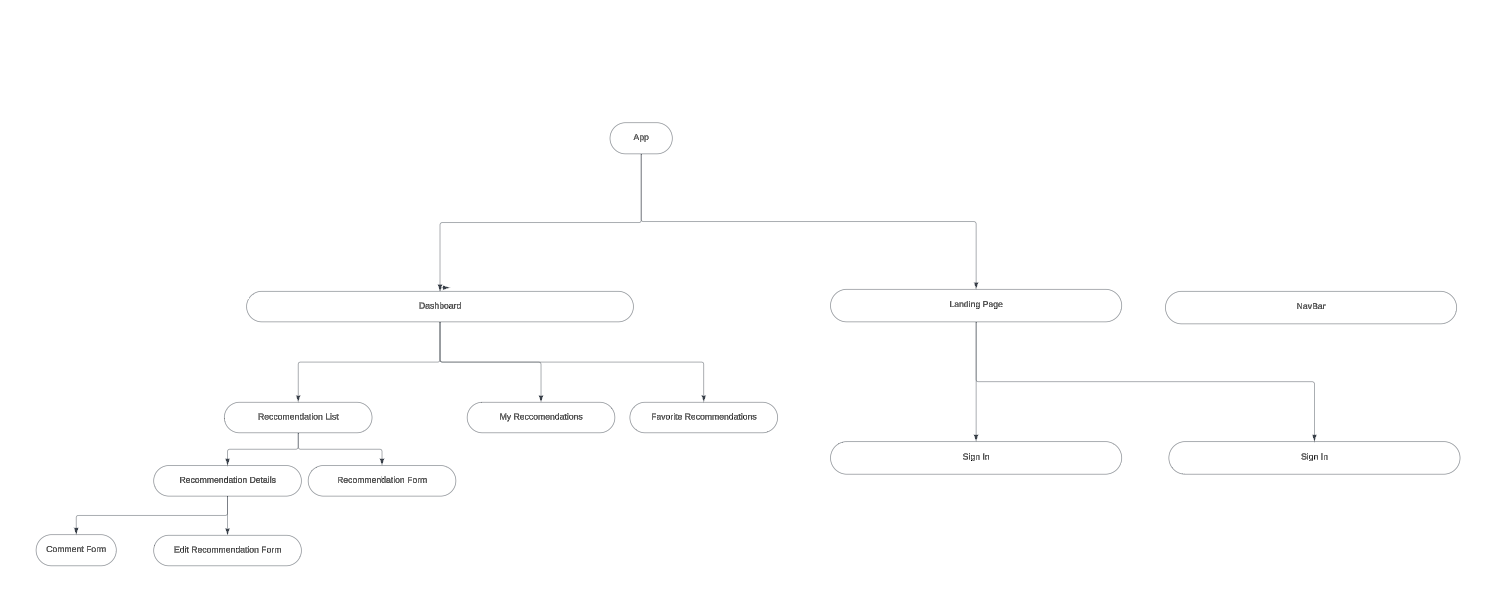 App
Dashboard
Landing Page
NavBar
Reccomendation List
My Reccomendations
Favorite Recommendations
Sign In
Sign In
Recommendation Details
Recommendation Form
Comment Form
Edit Recommendation Form